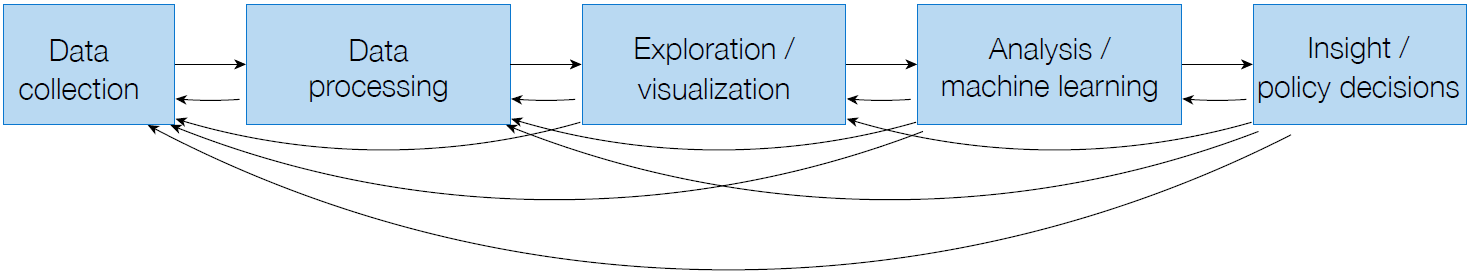 Data
collection
Data
processing
Exploration /
visualization
Analysis /
machine learning
Insight /
policy decisions